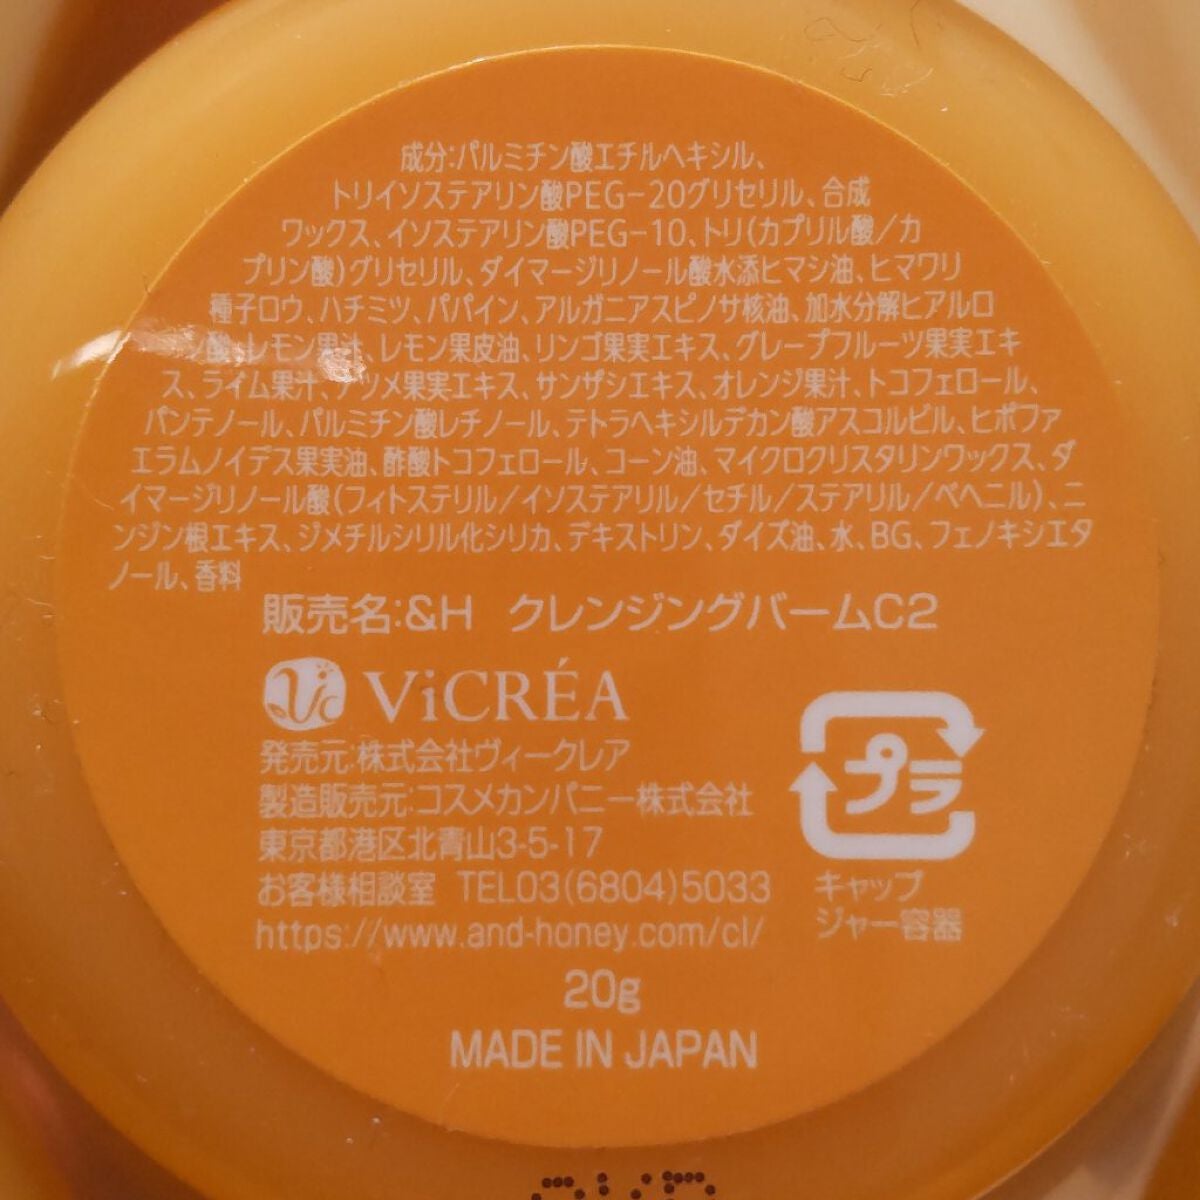 成分:パルミチン酸エチルヘキシル、
トリイソステアリン酸PEG-20グリセリル、合成
ワックス、イソステアリン酸PEG-10、トリ(カプリル酸/カ
プリン酸)グリセリル、ダイマージリノール酸水添ヒマシ油、ヒマワリ
種子ロウ、ハチミツ、パパイン、アルガニアスピノサ核油、加水分解ヒアルロ
ン酸、レモン果汁、レモン果皮油、リンゴ果実エキス、グレープフルーツ果実エキ
ス、ライム果汁、ナツメ果実エキス、サンザシエキス、オレンジ果汁、トコフェロール、
パンテノール、パルミチン酸レチノール、テトラヘキシルデカン酸アスコルビル、ヒポファ
エラムノイデス果実油、酢酸トコフェロール、コーン油、マイクロクリスタリンワックス、ダ
イマージリノール酸(フィトステリル/イソステアリル/セチル/ステアリル/ベヘニル)、ニ
ンジン根エキス、ジメチルシリル化シリカ、デキストリン、ダイズ油、水、BG、フェノキシエタ
ノール、香料
販売名:&H クレンジングバームC2
Vic ViCRÉA
発売元:株式会社ヴィークレア
製造販売元:コスメカンパニー株式会社
東京都港区北青山3-5-17
お客様相談室 TEL03(6804)5033
https://www.and-honey.com/cl/
プラ
キャップ
ジャー容器
20g
MADE IN JAPAN